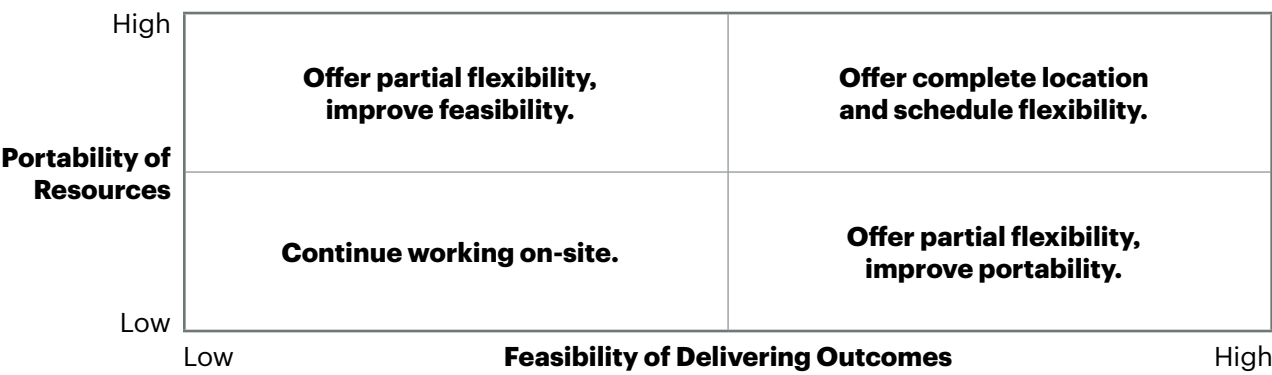 High
Offer partial flexibility,
improve feasibility.
Offer complete location
and schedule flexibility.
Portability of
Resources
Continue working on-site.
Offer partial flexibility,
improve portability.
Low
Low
Feasibility of Delivering Outcomes
High